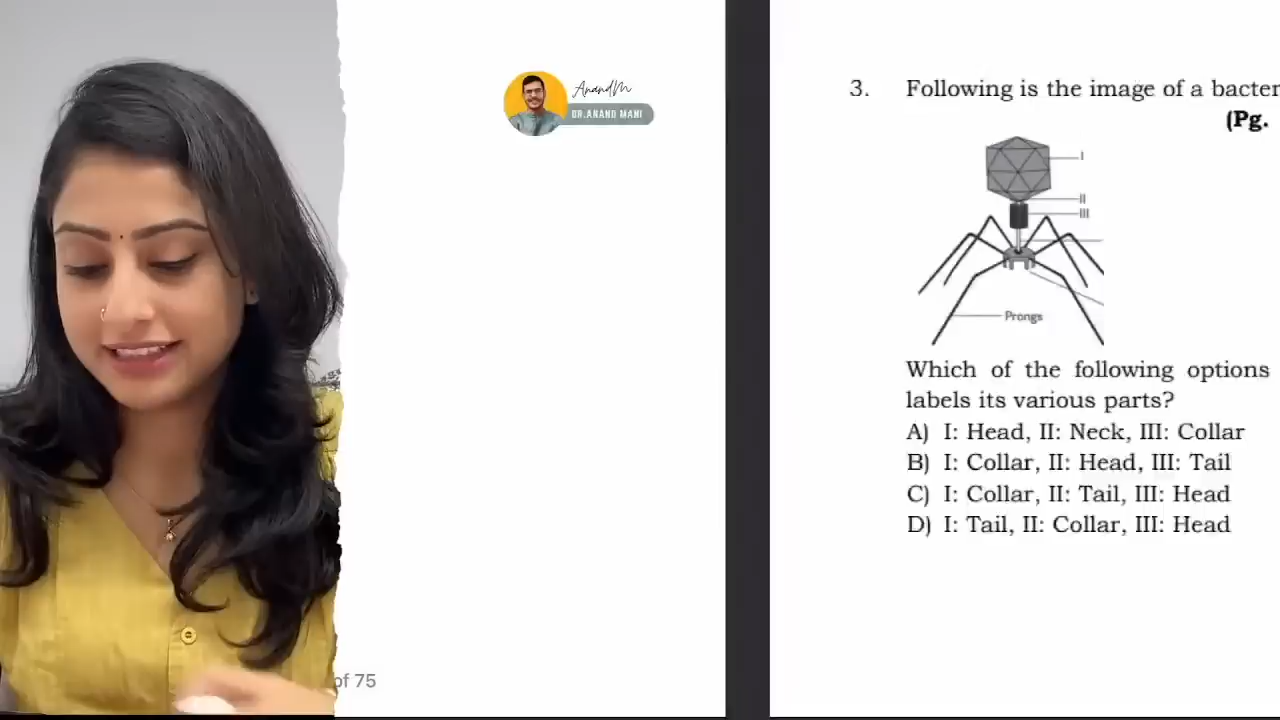 AnandM
DR.ANAND MANI
3. Following is the image of a bacter
(Pg.
I
II
III
Prongs
Which of the following options
labels its various parts?
A) I: Head, II: Neck, III: Collar
B) I: Collar, II: Head, III: Tail
C) I: Collar, II: Tail, III: Head
D) I: Tail, II: Collar, III: Head
of 75